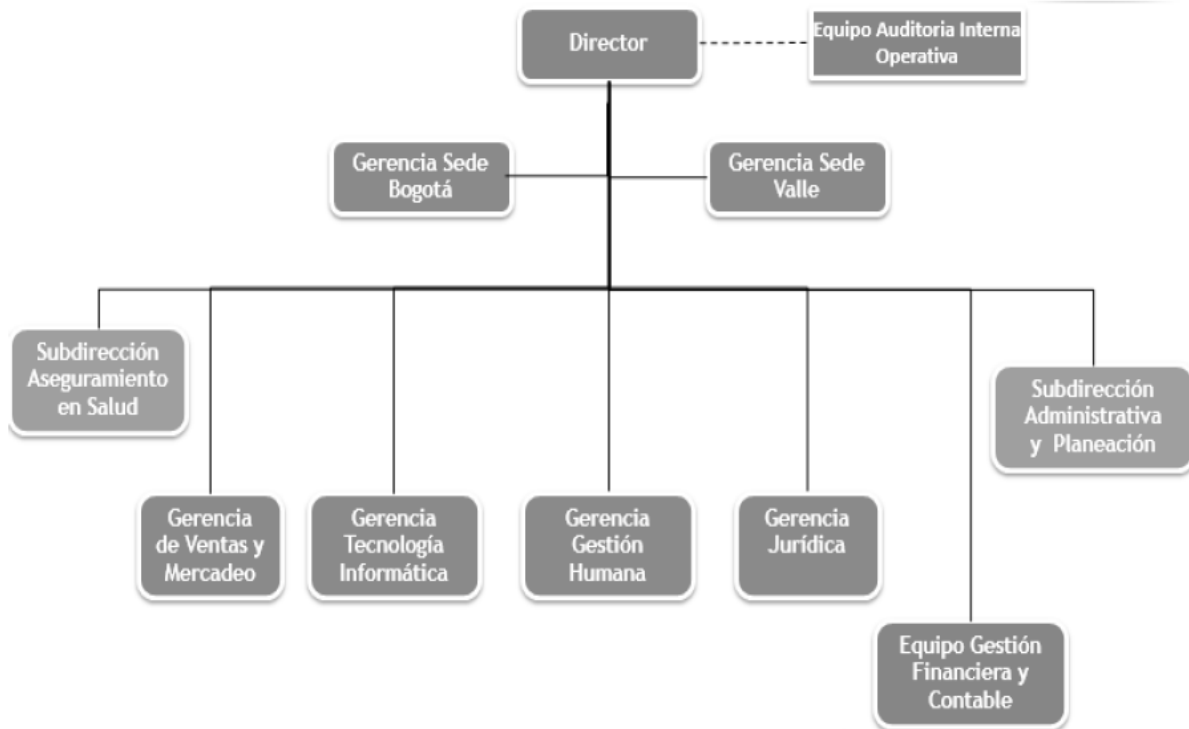 Director
Equipo Auditoria Interna
Operativa
Gerencia Sede
Bogotá
Gerencia Sede
Valle
Subdirección
Aseguramiento
en Salud
Subdirección
Administrativa
y Planeación
Gerencia
de Ventas y
Mercadeo
Gerencia
Tecnología
Informática
Gerencia
Gestión
Humana
Gerencia
Jurídica
Equipo Gestión
Financiera y
Contable